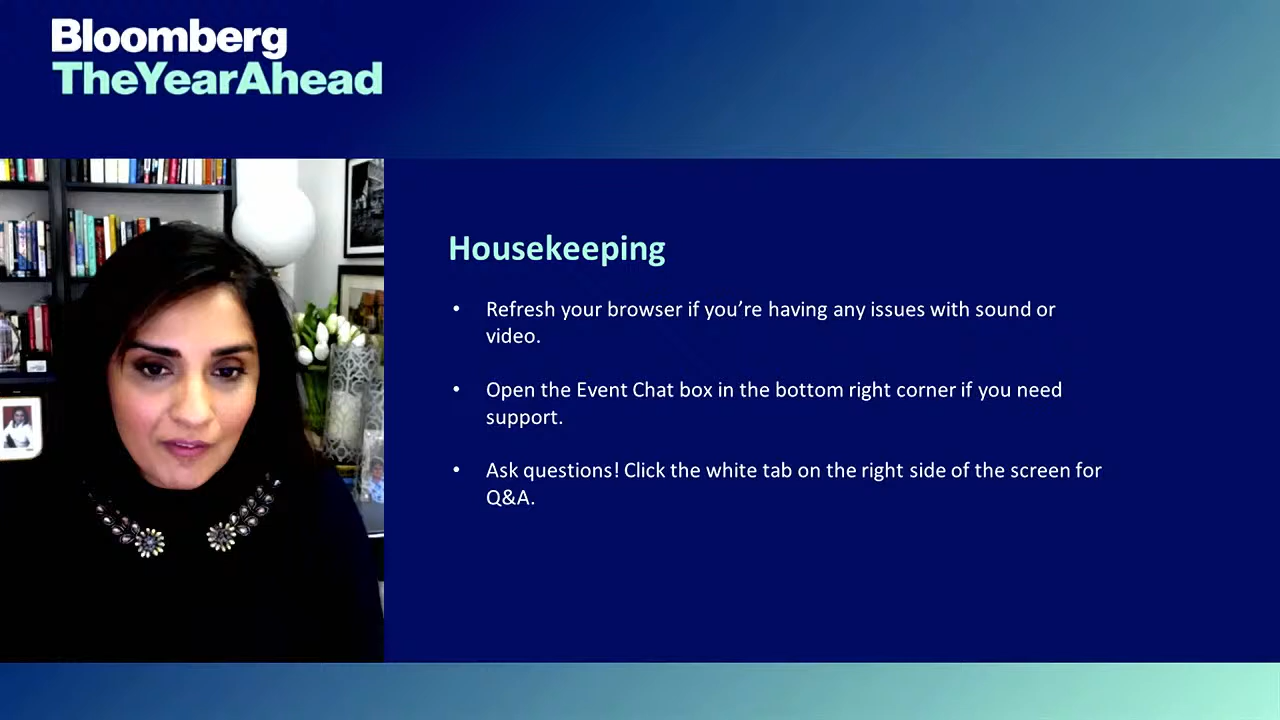 Bloomberg
TheYearAhead
Housekeeping
• Refresh your browser if you’re having any issues with sound or
video.
• Open the Event Chat box in the bottom right corner if you need
support.
• Ask questions! Click the white tab on the right side of the screen for
Q&A.